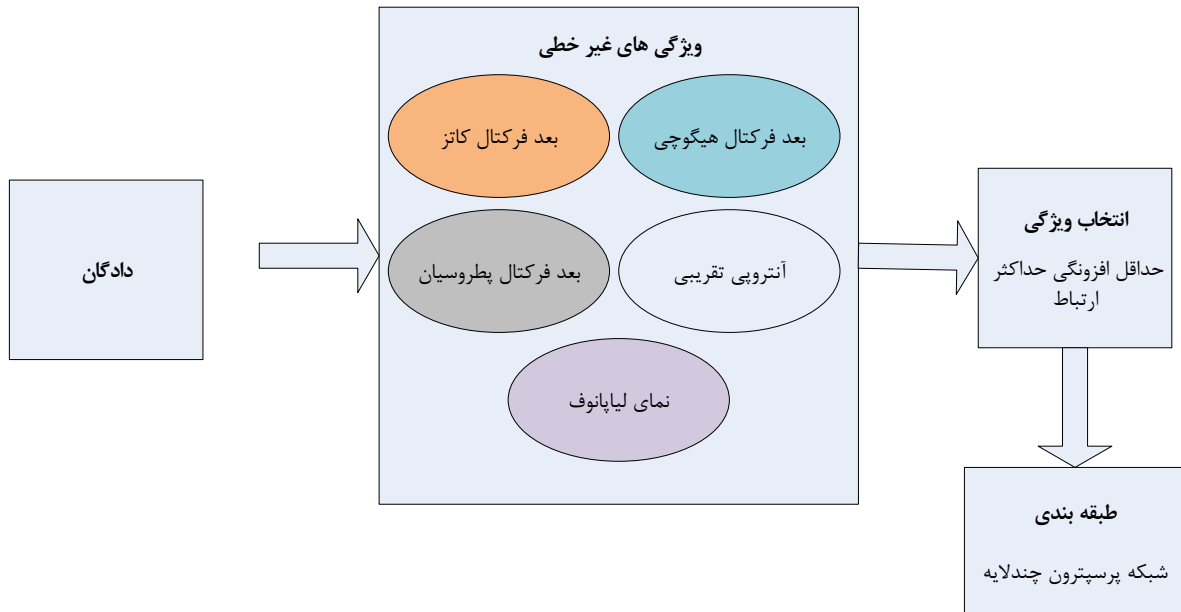 ویژگی های غیر خطی
بعد فرکتال هیگوچی
بعد فرکتال کاتز
آنتروپی تقریبی
بعد فرکتال پطروسیان
نمای لیاپانوف
دادگان
انتخاب ویژگی
حداقل افزونگی حداکثر
ارتباط
طبقه بندی
شبکه پرسپترون چندلایه